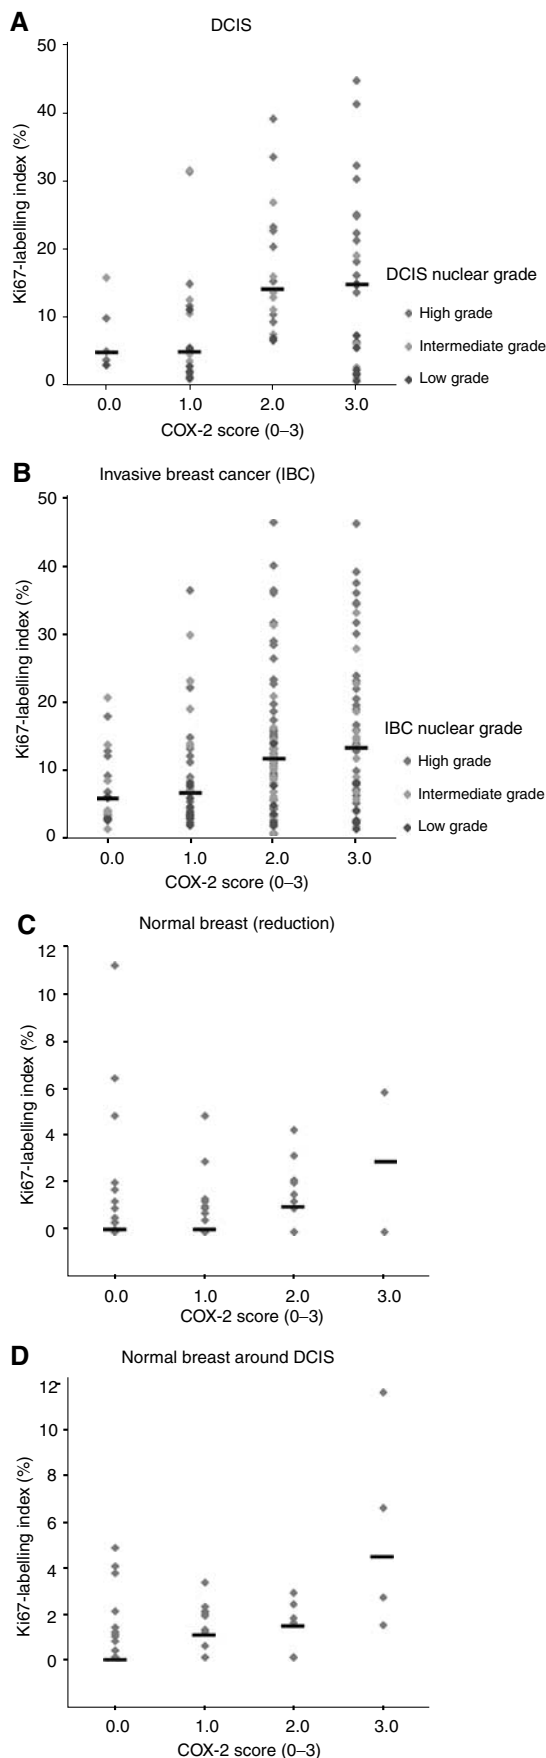 A
DCIS
Ki67-labelling index (%)
50
40
30
20
10
0
0.0 1.0 2.0 3.0
COX-2 score (0–3)
DCIS nuclear grade
High grade
Intermediate grade
Low grade
B
Invasive breast cancer (IBC)
Ki67-labelling index (%)
50
40
30
20
10
0
0.0 1.0 2.0 3.0
COX-2 score (0–3)
IBC nuclear grade
High grade
Intermediate grade
Low grade
C
Normal breast (reduction)
Ki67-labelling index (%)
12
10
8
6
4
2
0
0.0 1.0 2.0 3.0
COX-2 score (0–3)
D
Normal breast around DCIS
Ki67-labelling index (%)
12
10
8
6
4
2
0
0.0 1.0 2.0 3.0
COX-2 score (0–3)